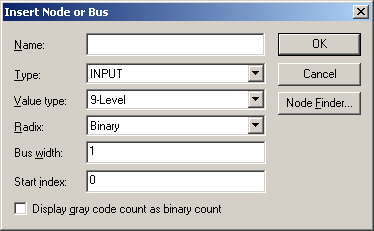 Insert Node or Bus
Name:
OK
Type: INPUT
Cancel
Value type: 9-Level
Node Finder...
Radix: Binary
Bus width: 1
Start index: 0
Display gray code count as binary count